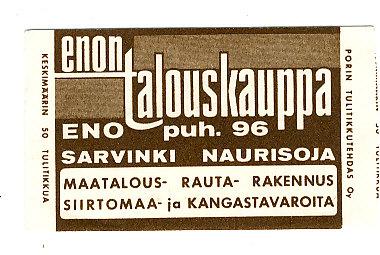 enon
talouskauppa
ENO puh. 96
SARVINKI NAURISOJA
MAATALOUS- RAUTA- RAKENNUS
SIIRTOMAA- ja KANGASTAVAROITA
KESKIMÄÄRIN 50 TULITIKKUA
PORIN TULITIKKUTEHDAS Oy